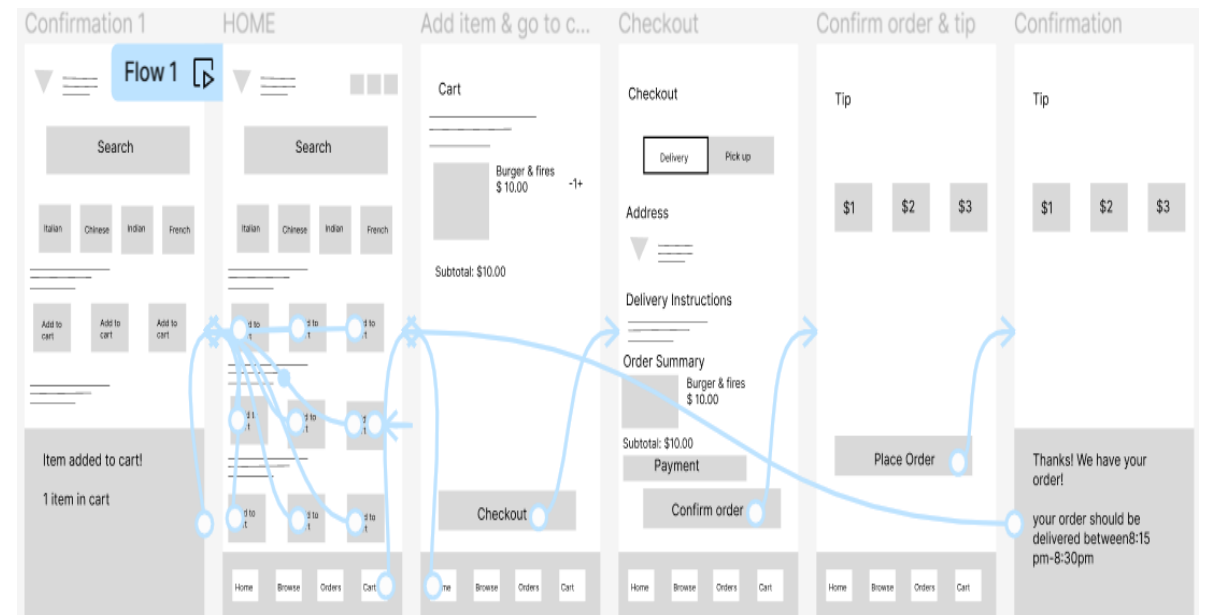 Confirmation 1
HOME
Add item & go to c...
Checkout
Confirm order & tip
Confirmation
Flow 1
Search
Italian
Chinese
Indian
French
Add to
cart
Add to
cart
Add to
cart
Item added to cart!
1 item in cart
Search
Italian
Chinese
Indian
French
Home
Browse
Orders
Cart
Cart
Burger & fires
$ 10.00
-1+
Subtotal: $10.00
Checkout
Browse
Orders
Cart
Checkout
Delivery
Pick up
Address
Delivery Instructions
Order Summary
Burger & fires
$ 10.00
Subtotal: $10.00
Payment
Confirm order
Home
Browse
Orders
Cart
Tip
$1
$2
$3
Place Order
Home
Browse
Orders
Cart
Tip
$1
$2
$3
Thanks! We have your
order!
your order should be
delivered between8:15
pm-8:30pm